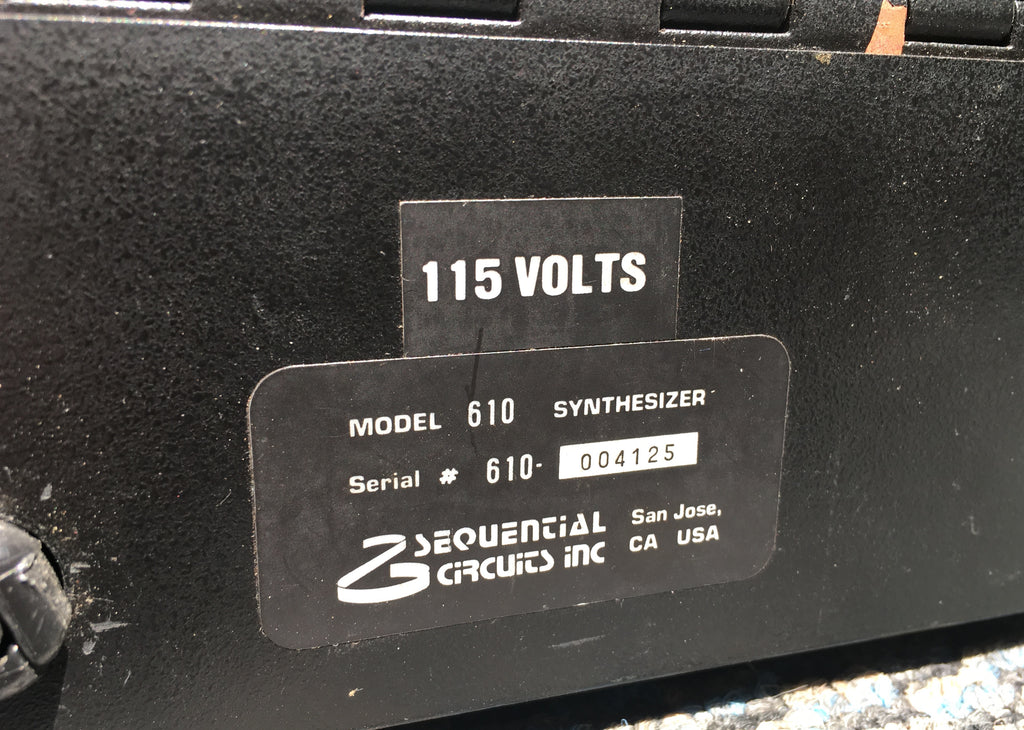 115 VOLTS
MODEL 610 SYNTHESIZER
Serial # 610- 004125
SEQUENTIAL
CIRCUITS INC
San Jose,
CA USA